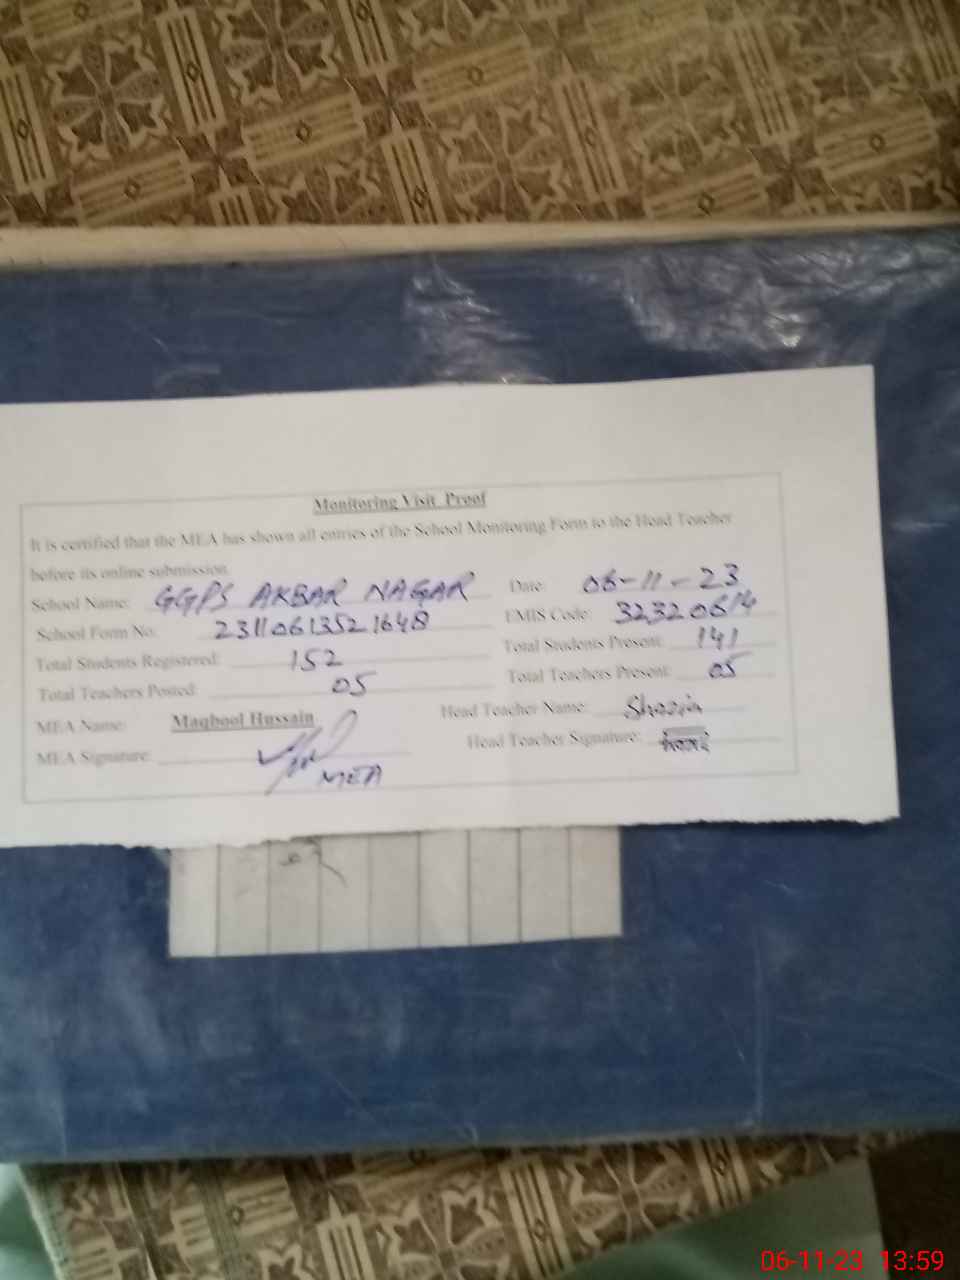 Monitoring Visit Proof
It is certified that the MEA has shown all entries of the School Monitoring Form to the Head Teacher
before its online submission.
School Name: GGPS AKBAR NAGAR Date: 06-11-23
School Form No: 2311061352 1648 EMIS Code: 32320614
Total Students Registered: 152 Total Students Present: 141
Total Teachers Posted: 05 Total Teachers Present: 05
MEA Name: Maqbool Hussain Head Teacher Name: Shazia
MEA Signature: MEA Head Teacher Signature:
06-11-23 13:59